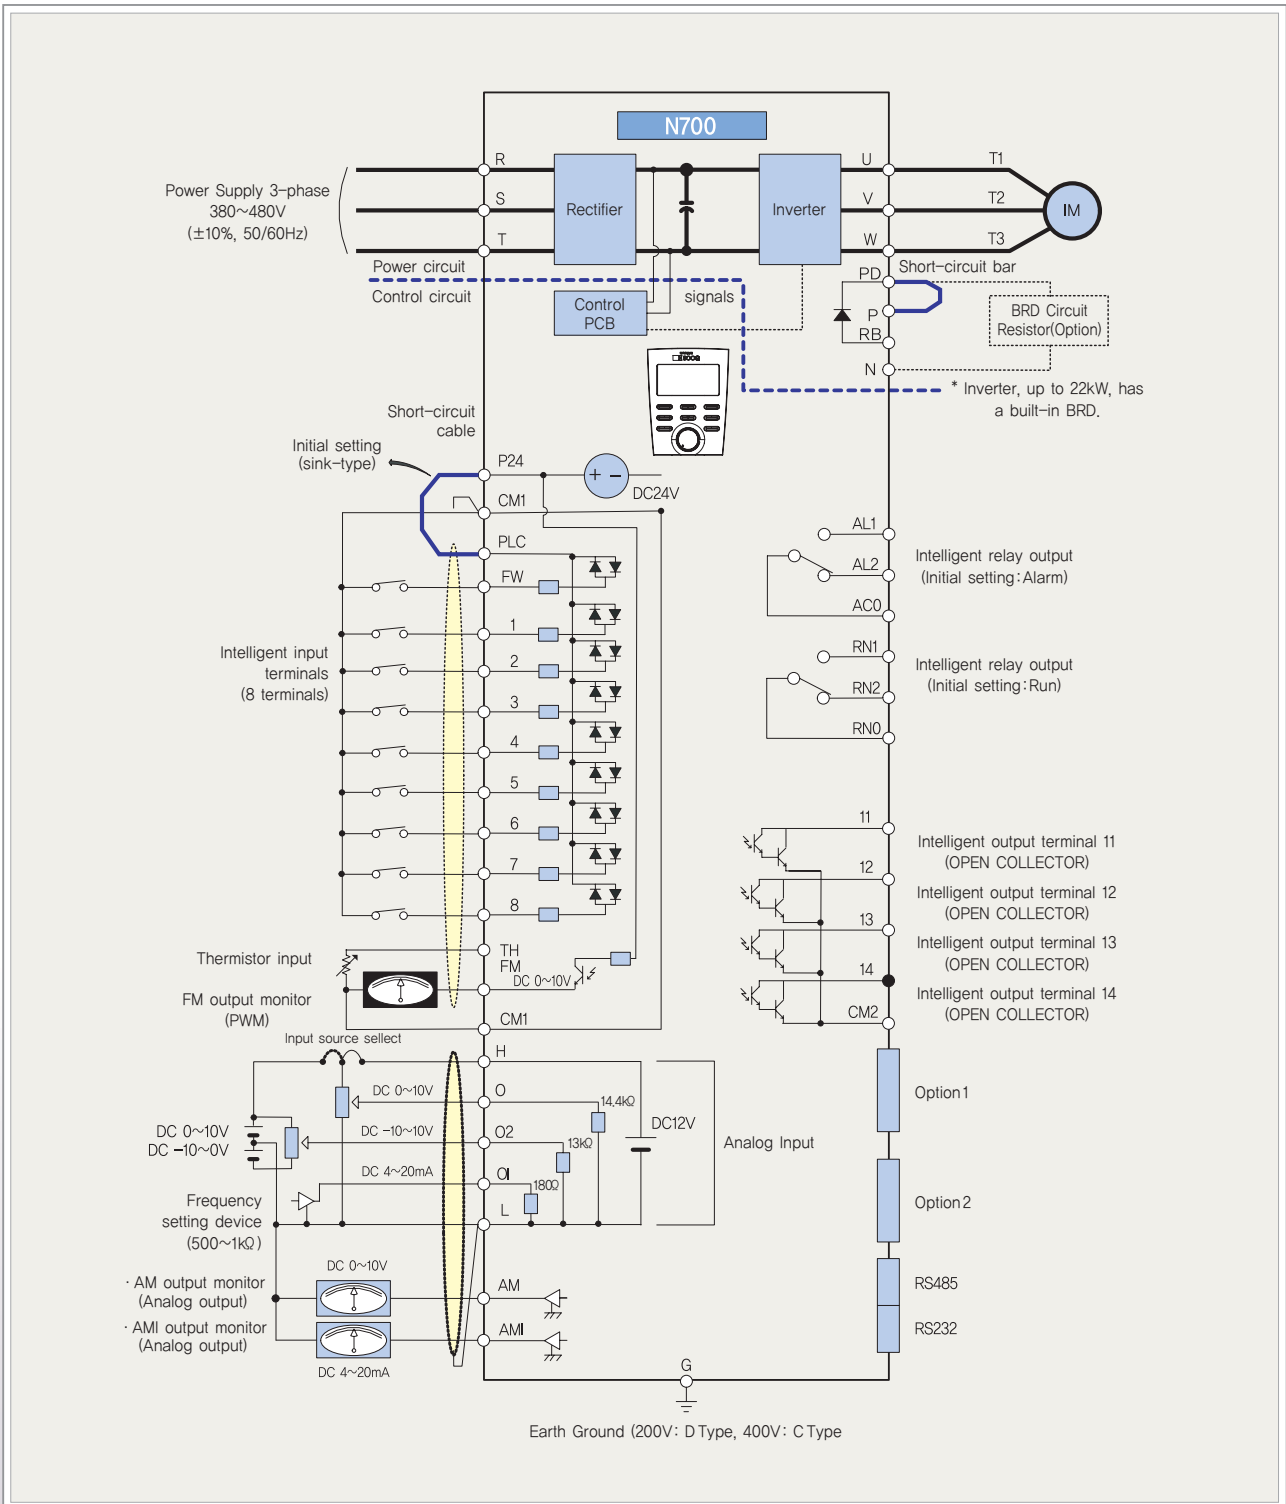 N700
R
U
T1
Power Supply 3-phase
380~480V
(±10%, 50/60Hz)
S
Rectifier
Inverter
V
T2
IM
T
W
T3
Power circuit
Control circuit
signals
Control
PCB
PD
Short-circuit bar
P
RB
N
BRD Circuit
Resistor(Option)
* Inverter, up to 22kW, has
a built-in BRD.
Short-circuit
cable
Initial setting
(sink-type)
P24
+ -
DC24V
CM1
PLC
FW
1
2
3
4
5
6
7
8
Intelligent input
terminals
(8 terminals)
AL1
AL2
AC0
Intelligent relay output
(Initial setting:Alarm)
RN1
RN2
RN0
Intelligent relay output
(Initial setting:Run)
11
Intelligent output terminal 11
(OPEN COLLECTOR)
12
Intelligent output terminal 12
(OPEN COLLECTOR)
13
Intelligent output terminal 13
(OPEN COLLECTOR)
14
Intelligent output terminal 14
(OPEN COLLECTOR)
CM2
Thermistor input
TH
FM
DC 0~10V
FM output monitor
(PWM)
CM1
Input source select
H
DC 0~10V
O
14.4kΩ
DC 0~10V
DC -10~0V
DC -10~10V
O2
13kΩ
DC12V
Analog Input
DC 4~20mA
OI
180Ω
L
Frequency
setting device
(500~1kΩ)
Option1
Option2
RS485
RS232
DC 0~10V
· AM output monitor
(Analog output)
AM
· AMI output monitor
(Analog output)
AMI
DC 4~20mA
G
Earth Ground (200V: D Type, 400V: C Type